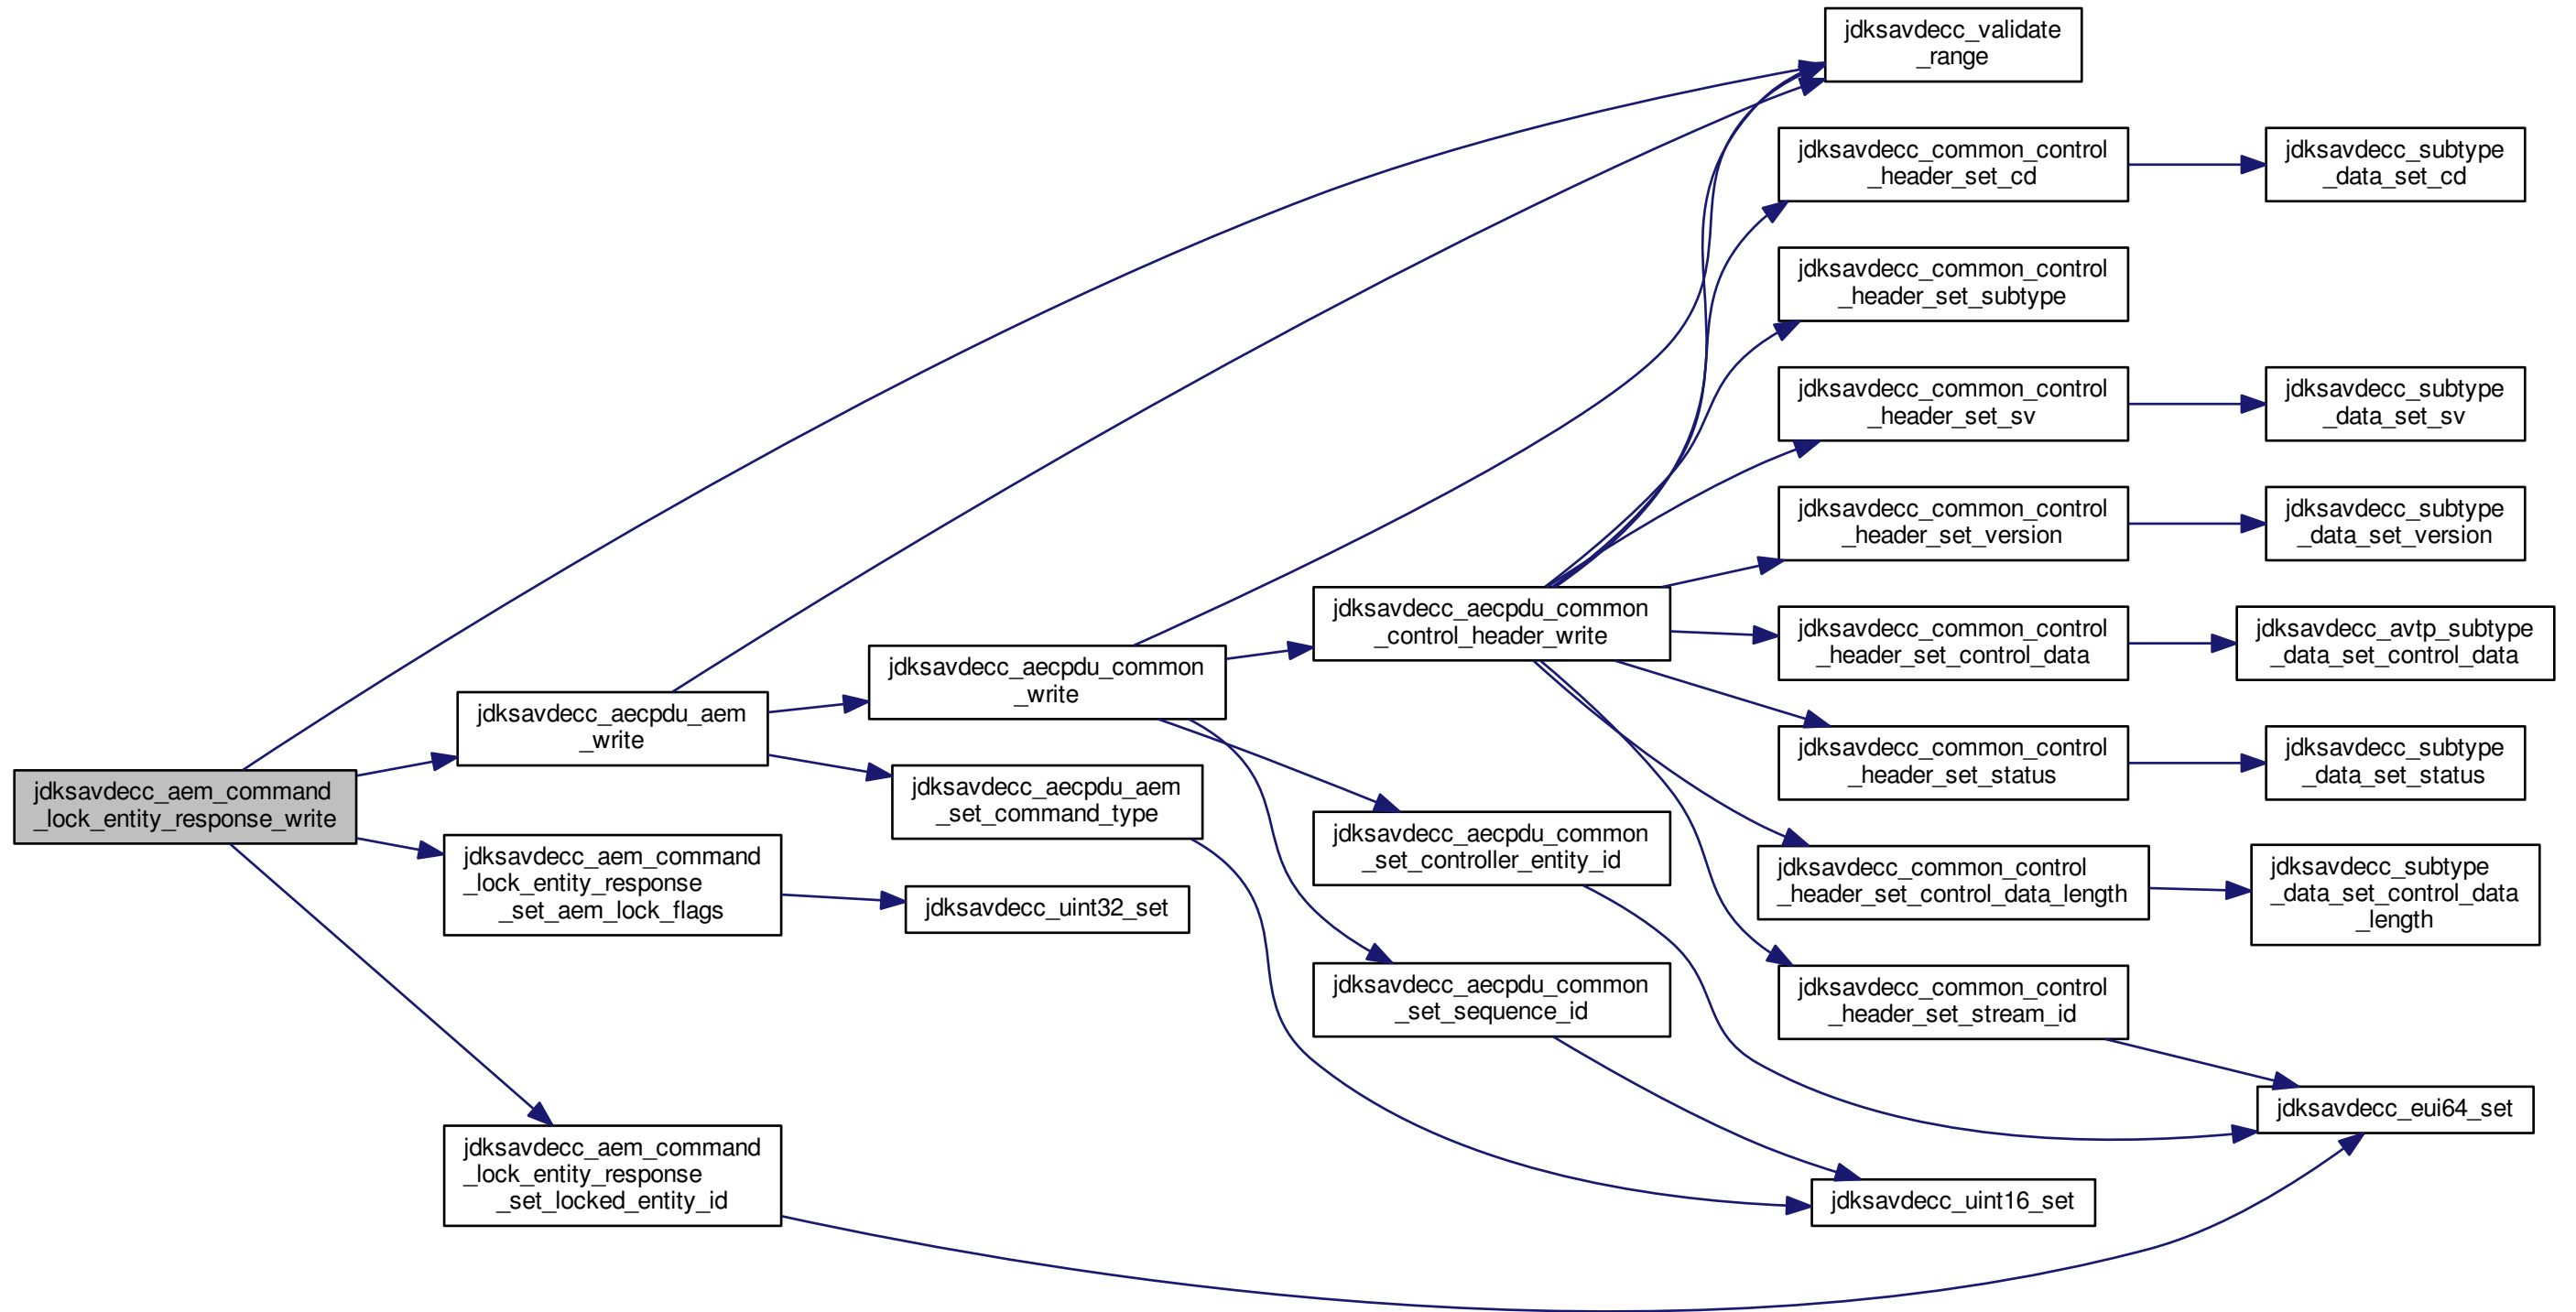 jdksavdecc_aem_command
_lock_entity_response_write
jdksavdecc_aecpdu_aem
_write
jdksavdecc_aem_command
_lock_entity_response
_set_aem_lock_flags
jdksavdecc_aem_command
_lock_entity_response
_set_locked_entity_id
jdksavdecc_aecpdu_common
_write
jdksavdecc_aecpdu_aem
_set_command_type
jdksavdecc_uint32_set
jdksavdecc_aecpdu_common
_control_header_write
jdksavdecc_aecpdu_common
_set_controller_entity_id
jdksavdecc_aecpdu_common
_set_sequence_id
jdksavdecc_validate
_range
jdksavdecc_common_control
_header_set_cd
jdksavdecc_common_control
_header_set_subtype
jdksavdecc_common_control
_header_set_sv
jdksavdecc_common_control
_header_set_version
jdksavdecc_common_control
_header_set_control_data
jdksavdecc_common_control
_header_set_status
jdksavdecc_common_control
_header_set_control_data_length
jdksavdecc_common_control
_header_set_stream_id
jdksavdecc_uint16_set
jdksavdecc_subtype
_data_set_cd
jdksavdecc_subtype
_data_set_sv
jdksavdecc_subtype
_data_set_version
jdksavdecc_avtp_subtype
_data_set_control_data
jdksavdecc_subtype
_data_set_status
jdksavdecc_subtype
_data_set_control_data
_length
jdksavdecc_eui64_set